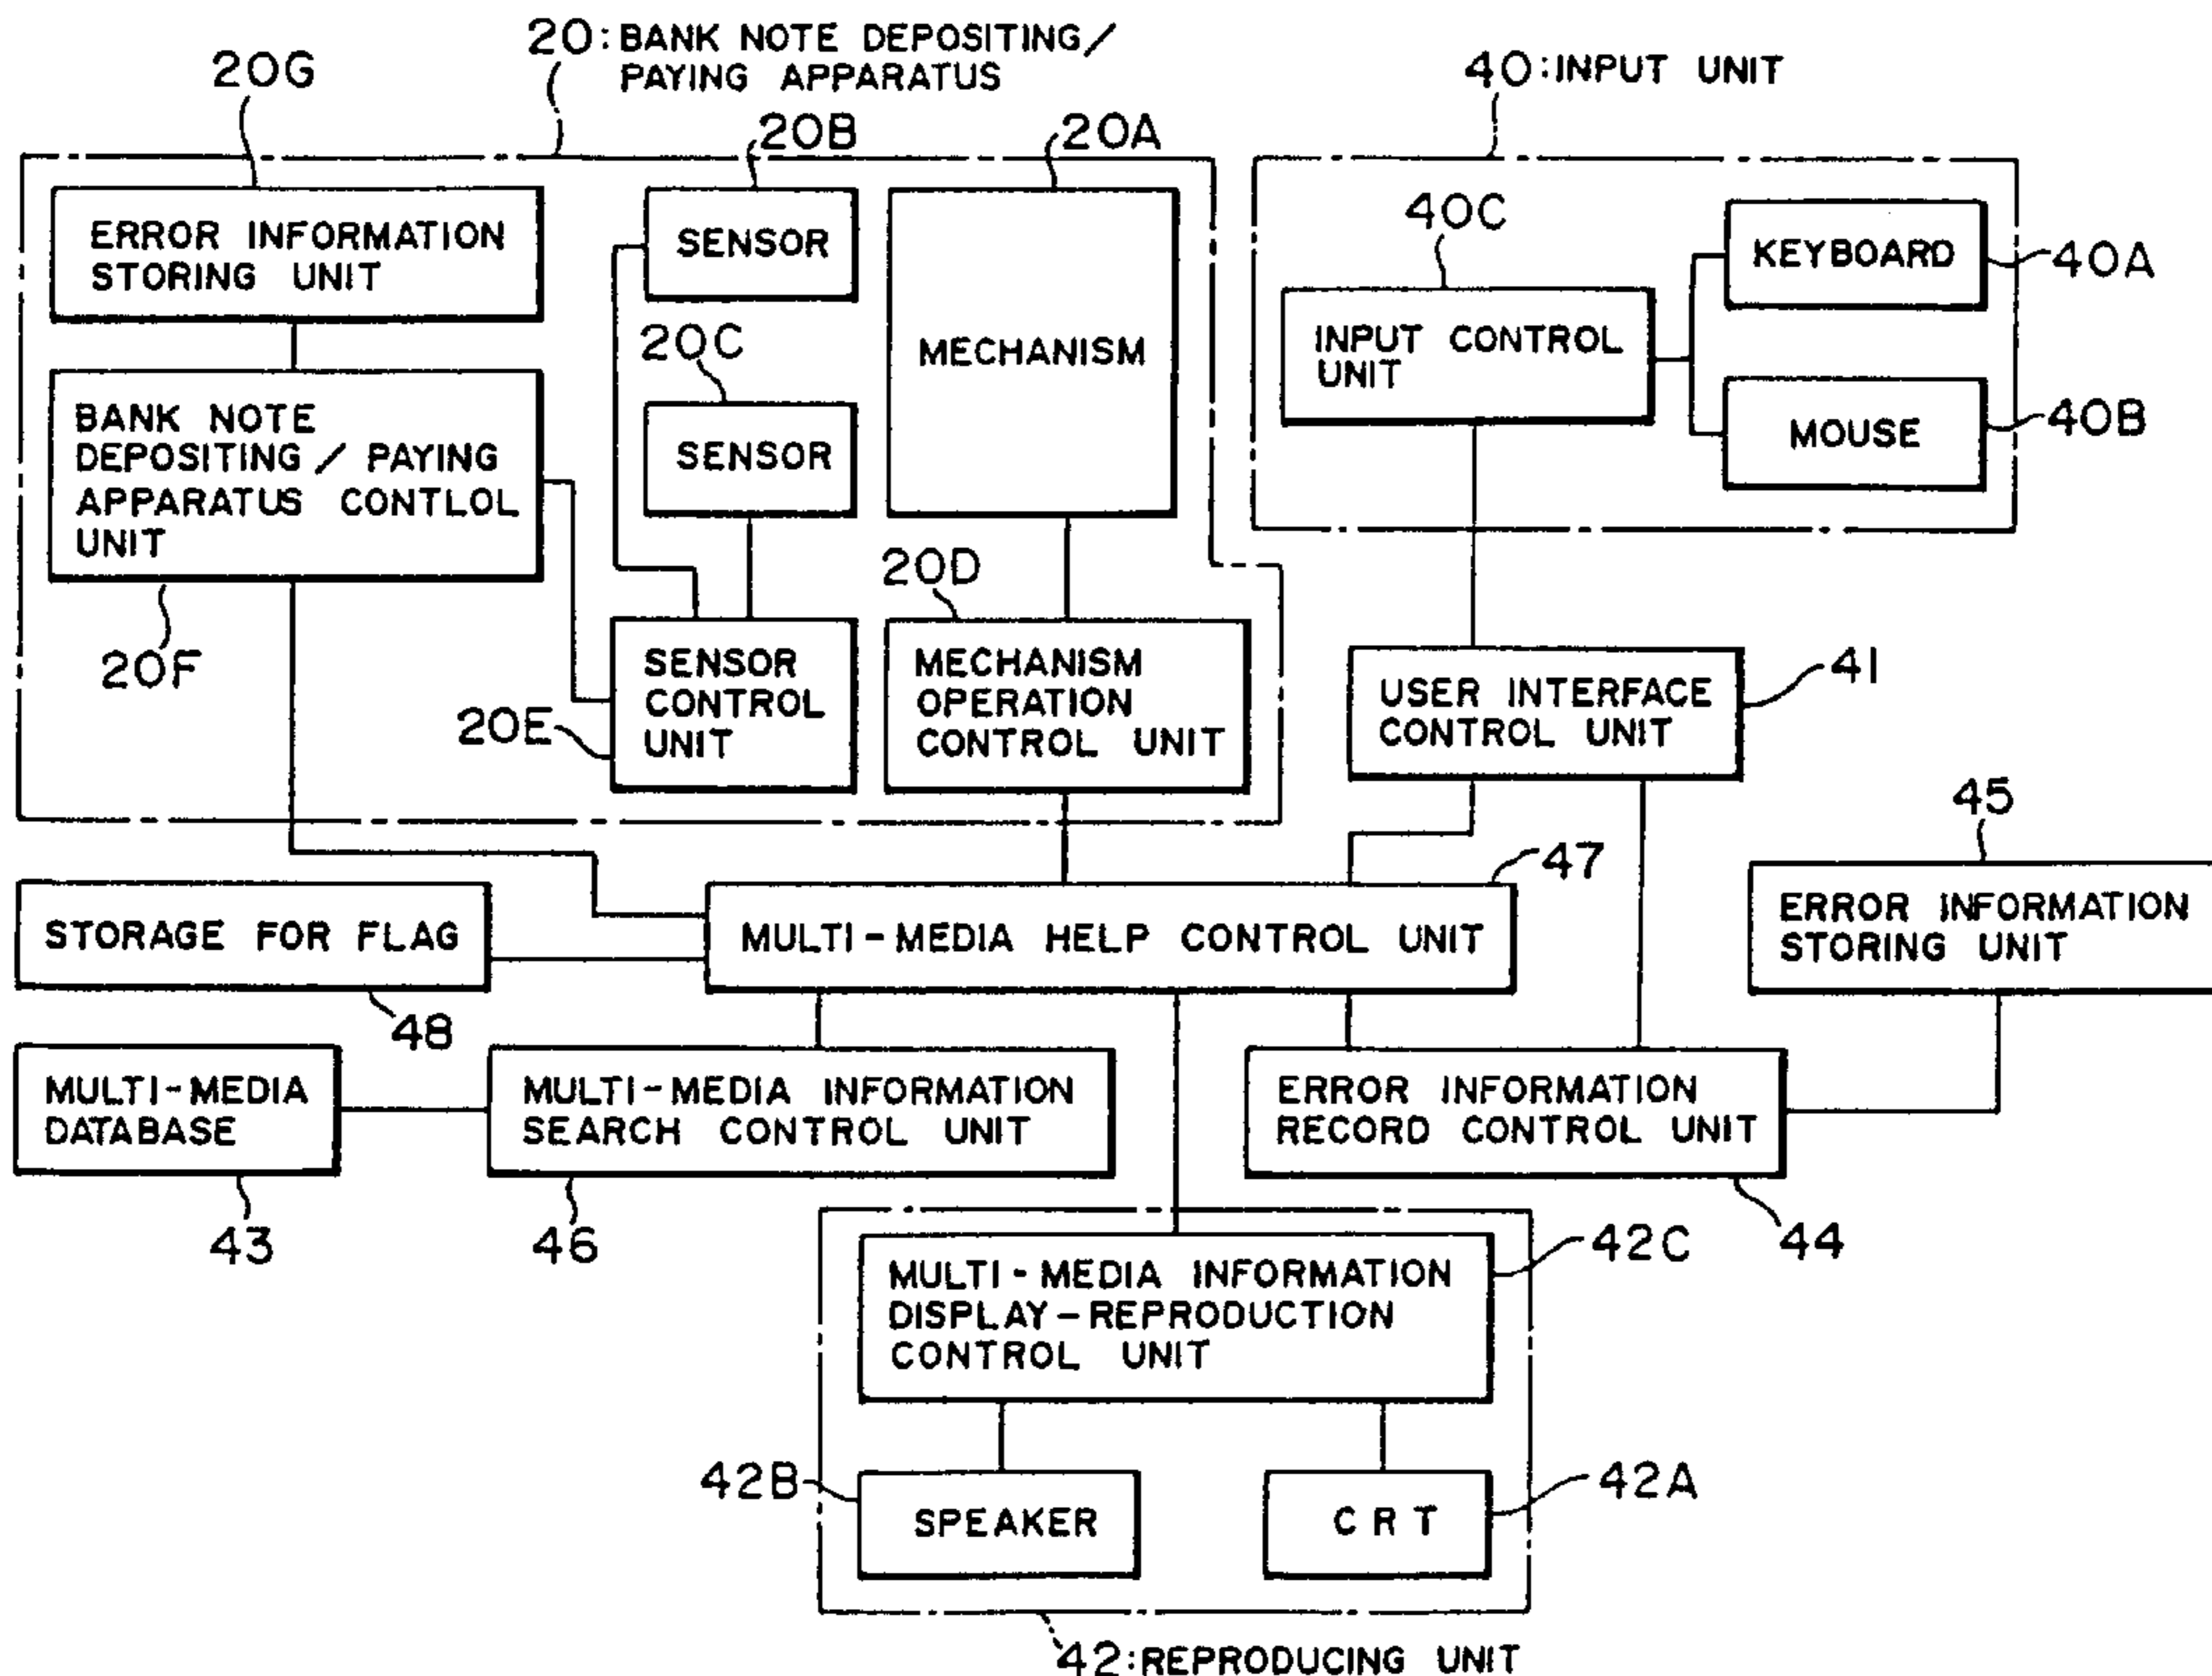 20:BANK NOTE DEPOSITING/
PAYING APPARATUS
20G
20B
20A
40:INPUT UNIT
ERROR INFORMATION
STORING UNIT
SENSOR
MECHANISM
40C
KEYBOARD
40A
INPUT CONTROL
UNIT
MOUSE
40B
20C
SENSOR
BANK NOTE
DEPOSITING / PAYING
APPARATUS CONTLOL
UNIT
20F
20D
20E
SENSOR
CONTROL
UNIT
MECHANISM
OPERATION
CONTROL UNIT
USER INTERFACE
CONTROL UNIT
41
45
47
STORAGE FOR FLAG
48
MULTI-MEDIA HELP CONTROL UNIT
ERROR INFORMATION
STORING UNIT
MULTI-MEDIA
DATABASE
43
MULTI-MEDIA INFORMATION
SEARCH CONTROL UNIT
46
ERROR INFORMATION
RECORD CONTROL UNIT
44
42C
MULTI-MEDIA INFORMATION
DISPLAY-REPRODUCTION
CONTROL UNIT
42B
SPEAKER
CRT
42A
42:REPRODUCING UNIT